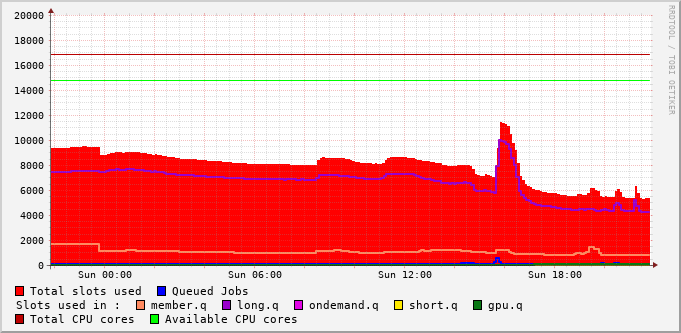 20000
18000
16000
14000
12000
10000
8000
6000
4000
2000
0
Sun 00:00 Sun 06:00 Sun 12:00 Sun 18:00
RRDTOOL / TOBI OETIKER
Total slots used Queued Jobs
Slots used in : member.q long.q ondemand.q short.q gpu.q
Total CPU cores Available CPU cores